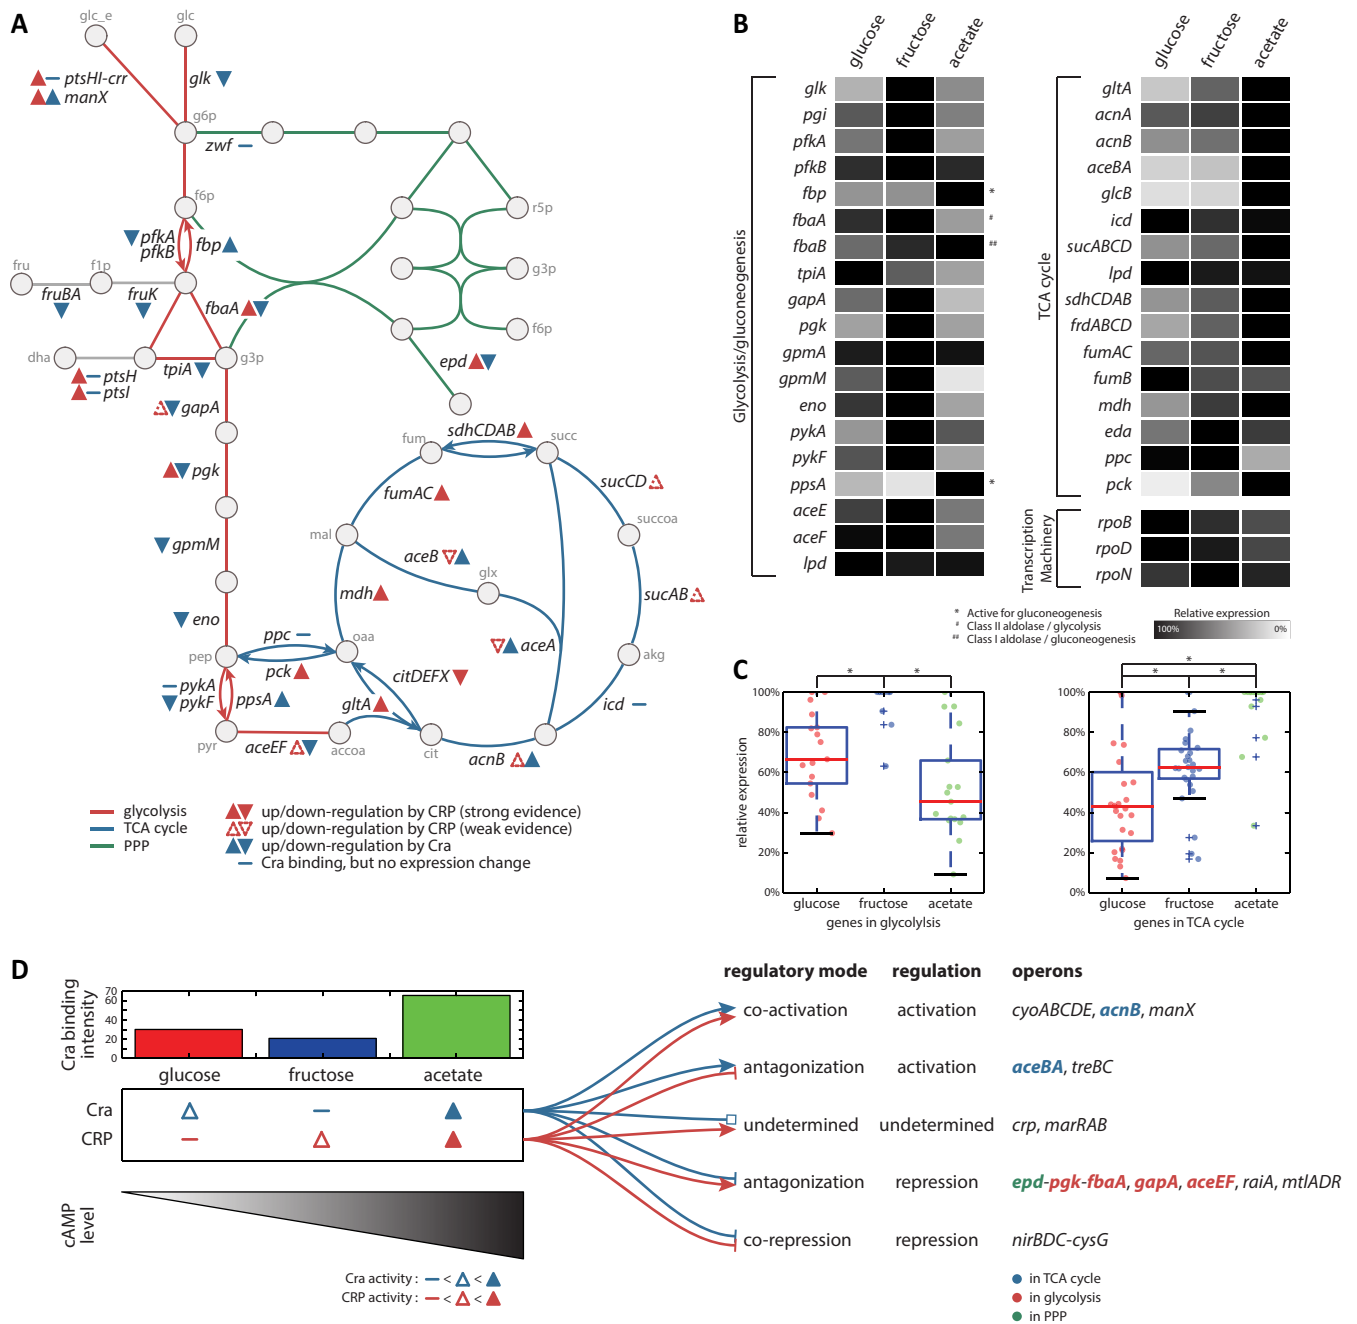 A
glc_e
glc
ptsHI-crr
manX
glk
g6p
zwf
f6p
pfkA
pfkB
fbp
r5p
g3p
f6p
fru
f1p
fruBA
fruK
fbaA
dha
g3p
tpiA
ptsH
ptsI
epd
gapA
pgk
gpmM
eno
pep
ppc
pck
oaa
pykA
pykF
ppsA
pyr
aceEF
accoa
gltA
citDEFX
cit
acnB
icd
akg
sucAB
succoa
sucCD
succ
sdhCDAB
fum
fumAC
mal
mdh
aceB
glx
aceA
glycolysis
TCA cycle
PPP
up/down-regulation by CRP (strong evidence)
up/down-regulation by CRP (weak evidence)
up/down-regulation by Cra
Cra binding, but no expression change
B
glucose
fructose
acetate
Glycolysis/gluconeogenesis
glk
pgi
pfkA
pfkB
fbp *
fbaA #
fbaB ##
tpiA
gapA
pgk
gpmA
gpmM
eno
pykA
pykF
ppsA *
aceE
aceF
lpd
glucose
fructose
acetate
TCA cycle
gltA
acnA
acnB
aceBA
glcB
icd
sucABCD
lpd
sdhCDAB
frdABCD
fumAC
fumB
mdh
eda
ppc
pck
Transcription
Machinery
rpoB
rpoD
rpoN
* Active for gluconeogenesis
# Class II aldolase / glycolysis
## Class I aldolase / gluconeogenesis
Relative expression
100% 0%
C
* *
relative expression
100%
80%
60%
40%
20%
0%
glucose fructose acetate
genes in glycolylsis
*
* *
100%
80%
60%
40%
20%
0%
glucose fructose acetate
genes in TCA cycle
D
Cra binding
intensity
70
60
40
20
0
glucose fructose acetate
Cra
CRP
cAMP
level
Cra activity : – < △ < ▲
CRP activity : – < △ < ▲
regulatory mode regulation operons
co-activation activation cyoABCDE, acnB, manX
antagonization activation aceBA, treBC
undetermined undetermined crp, marRAB
antagonization repression epd-pgk-fbaA, gapA, aceEF, raiA, mtlADR
co-repression repression nirBDC-cysG
in TCA cycle
in glycolysis
in PPP